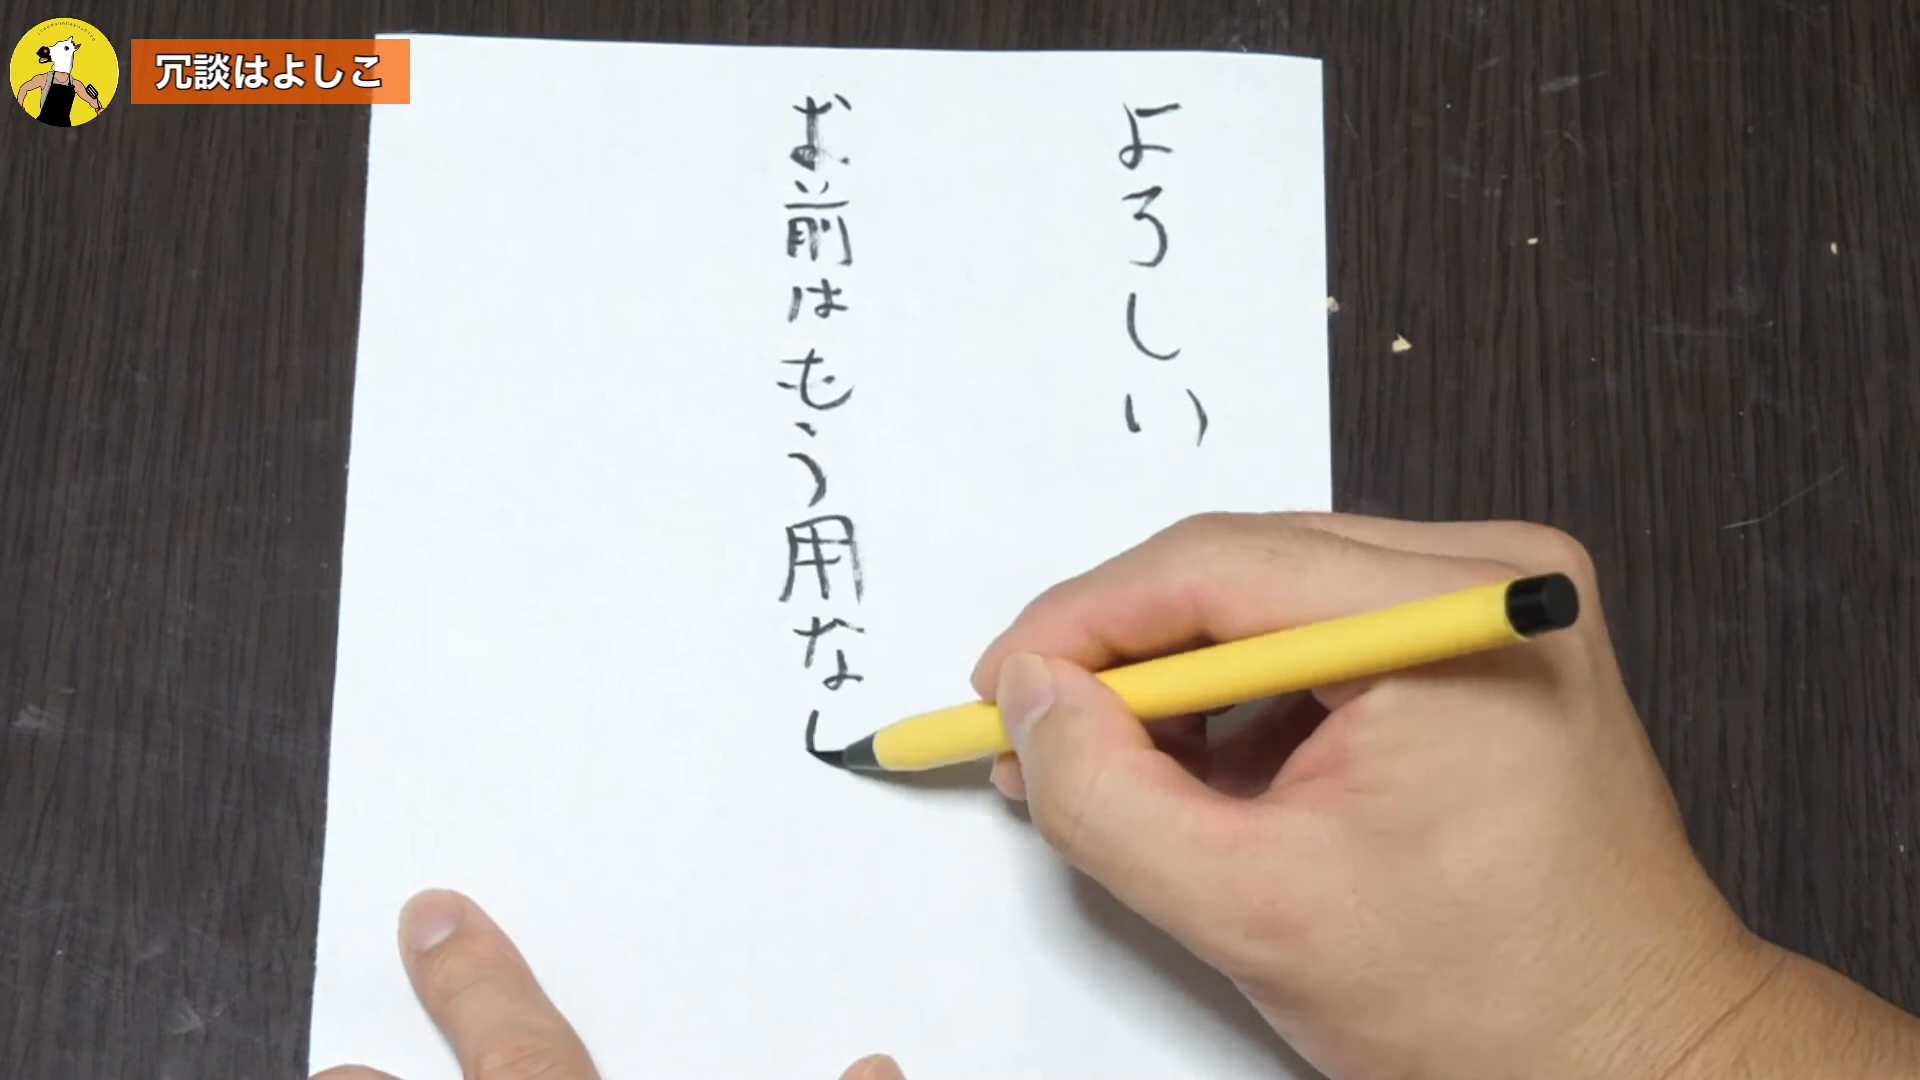 冗談はよしこ
よろしい
お前はもう用なし